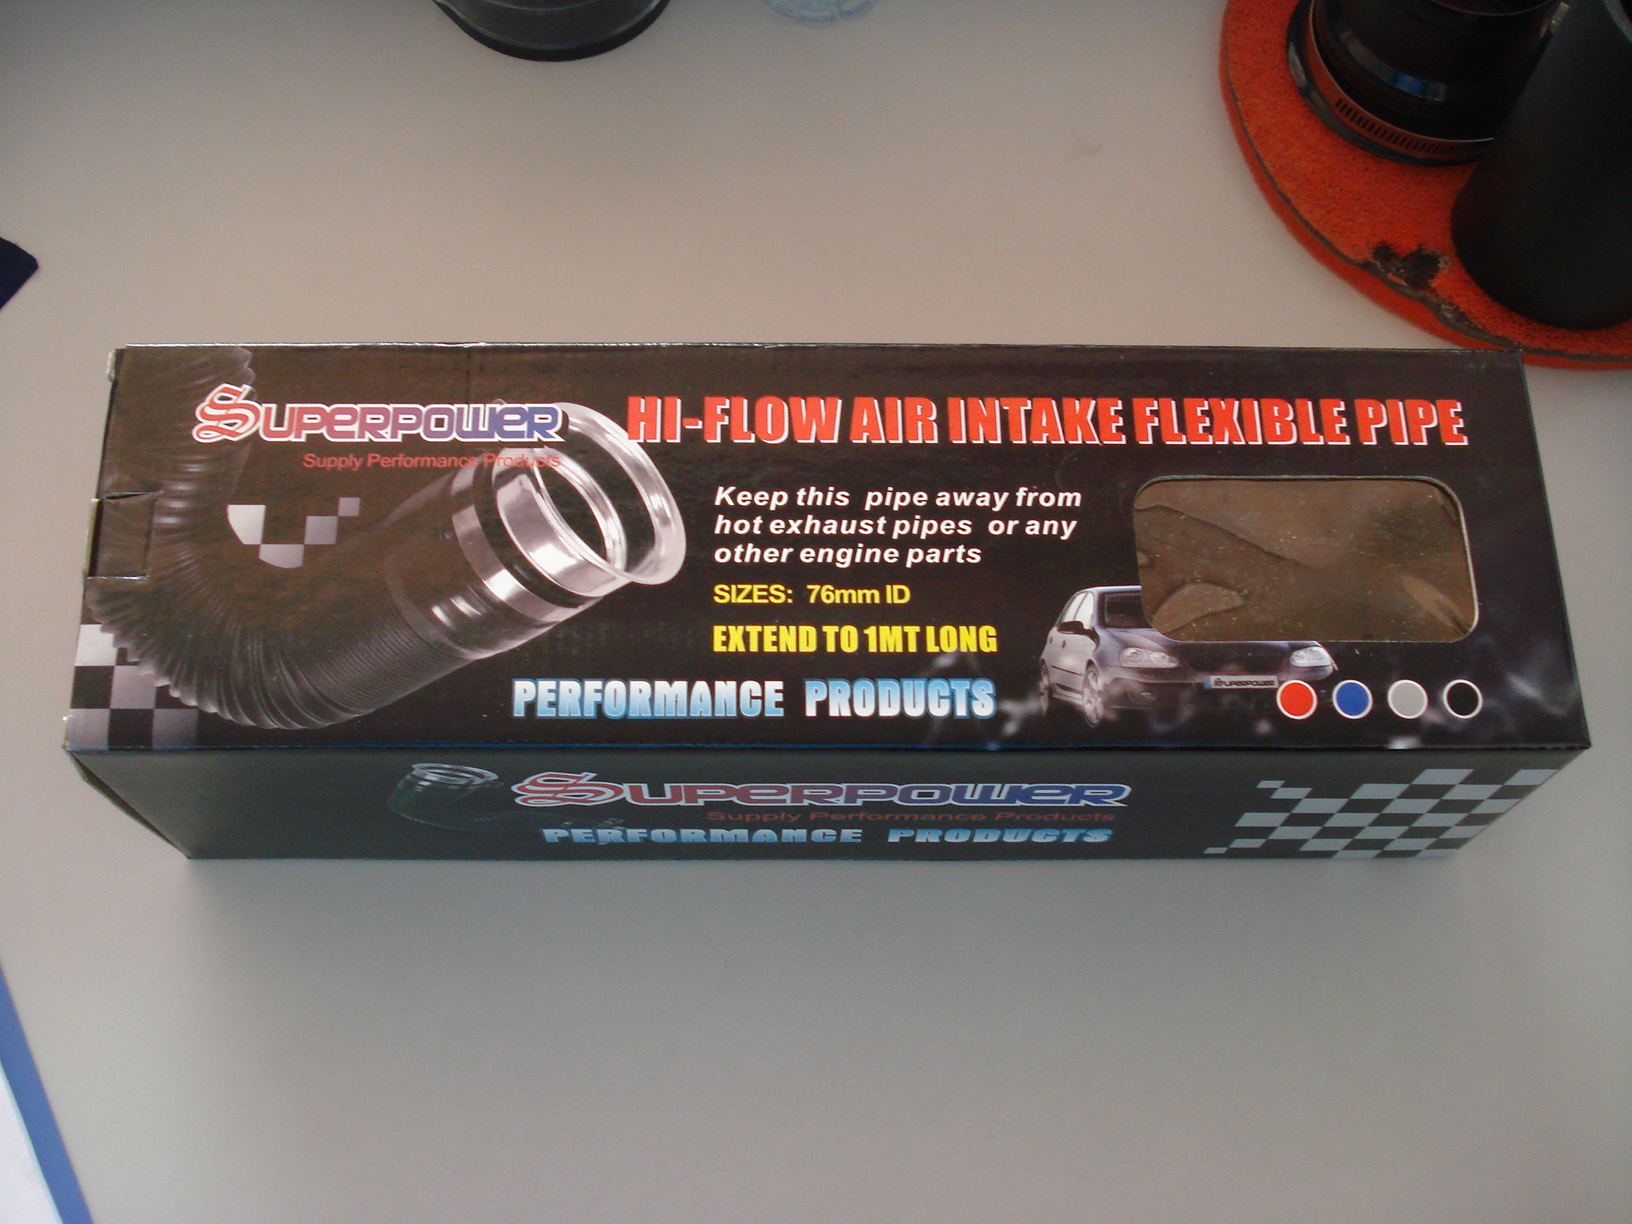 SUPERPOWER
Supply Performance Products
HI-FLOW AIR INTAKE FLEXIBLE PIPE
Keep this pipe away from
hot exhaust pipes or any
other engine parts
SIZES: 76mm ID
EXTEND TO 1MT LONG
PERFORMANCE PRODUCTS
SUPERPOWER
SUPERPOWER
Supply Performance Products
PERFORMANCE PRODUCTS